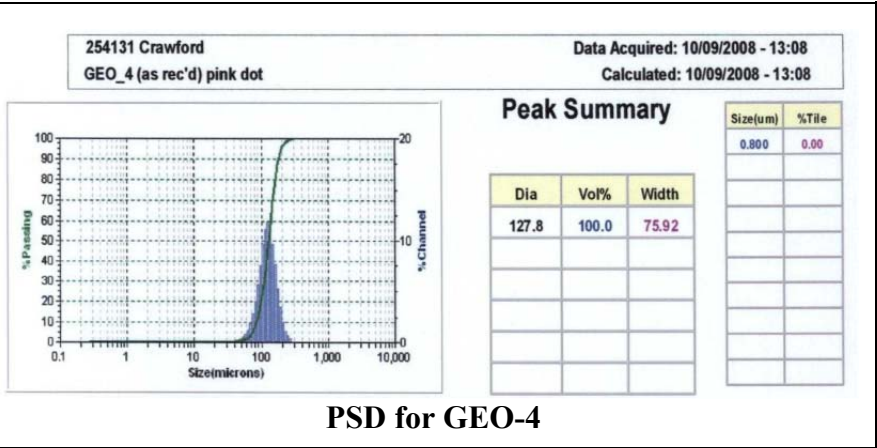 254131 Crawford
GEO_4 (as rec'd) pink dot
Data Acquired: 10/09/2008 - 13:08
Calculated: 10/09/2008 - 13:08
%Passing
100
90
80
70
60
50
40
30
20
10
0
20
10
0
%Channel
0.1 1 10 100 1,000 10,000
Size(microns)
Peak Summary
Dia Vol% Width
127.8 100.0 75.92
Size(um) %Tile
0.800 0.00
PSD for GEO-4